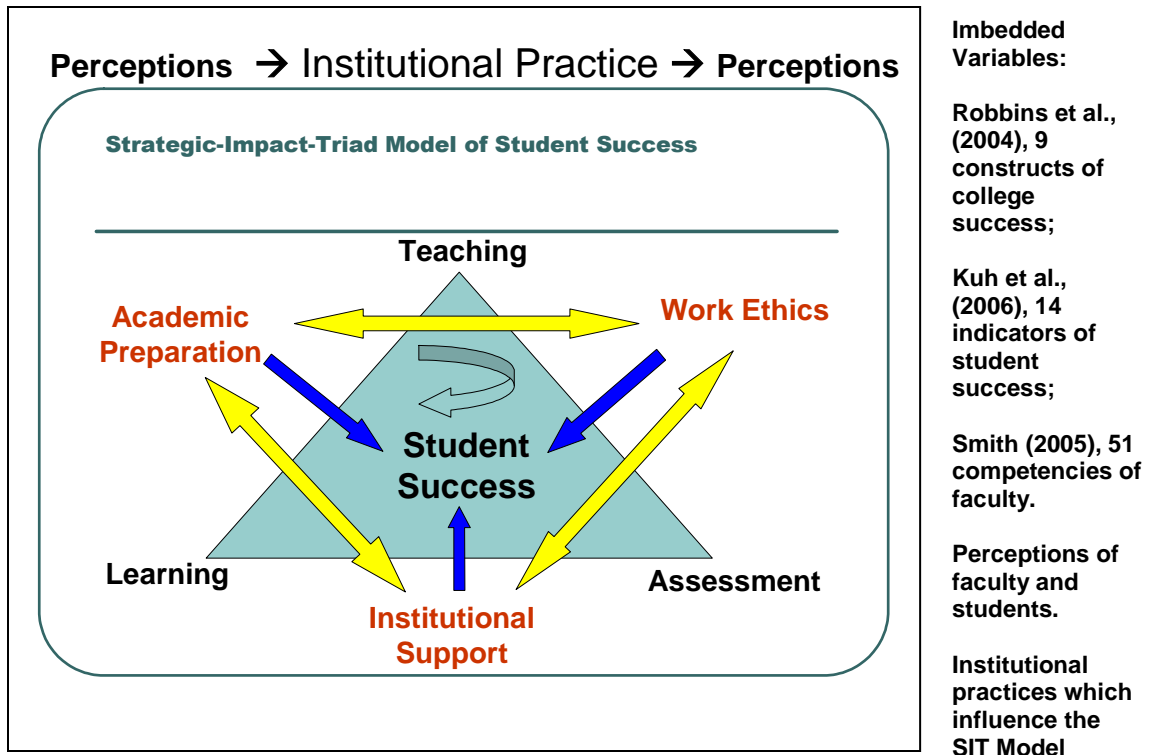 Perceptions → Institutional Practice → Perceptions
Strategic-Impact-Triad Model of Student Success
Teaching
Academic
Preparation
Work Ethics
Student
Success
Learning
Assessment
Institutional
Support
Imbedded
Variables:
Robbins et al.,
(2004), 9
constructs of
college
success;
Kuh et al.,
(2006), 14
indicators of
student
success;
Smith (2005), 51
competencies of
faculty.
Perceptions of
faculty and
students.
Institutional
practices which
influence the
SIT Model